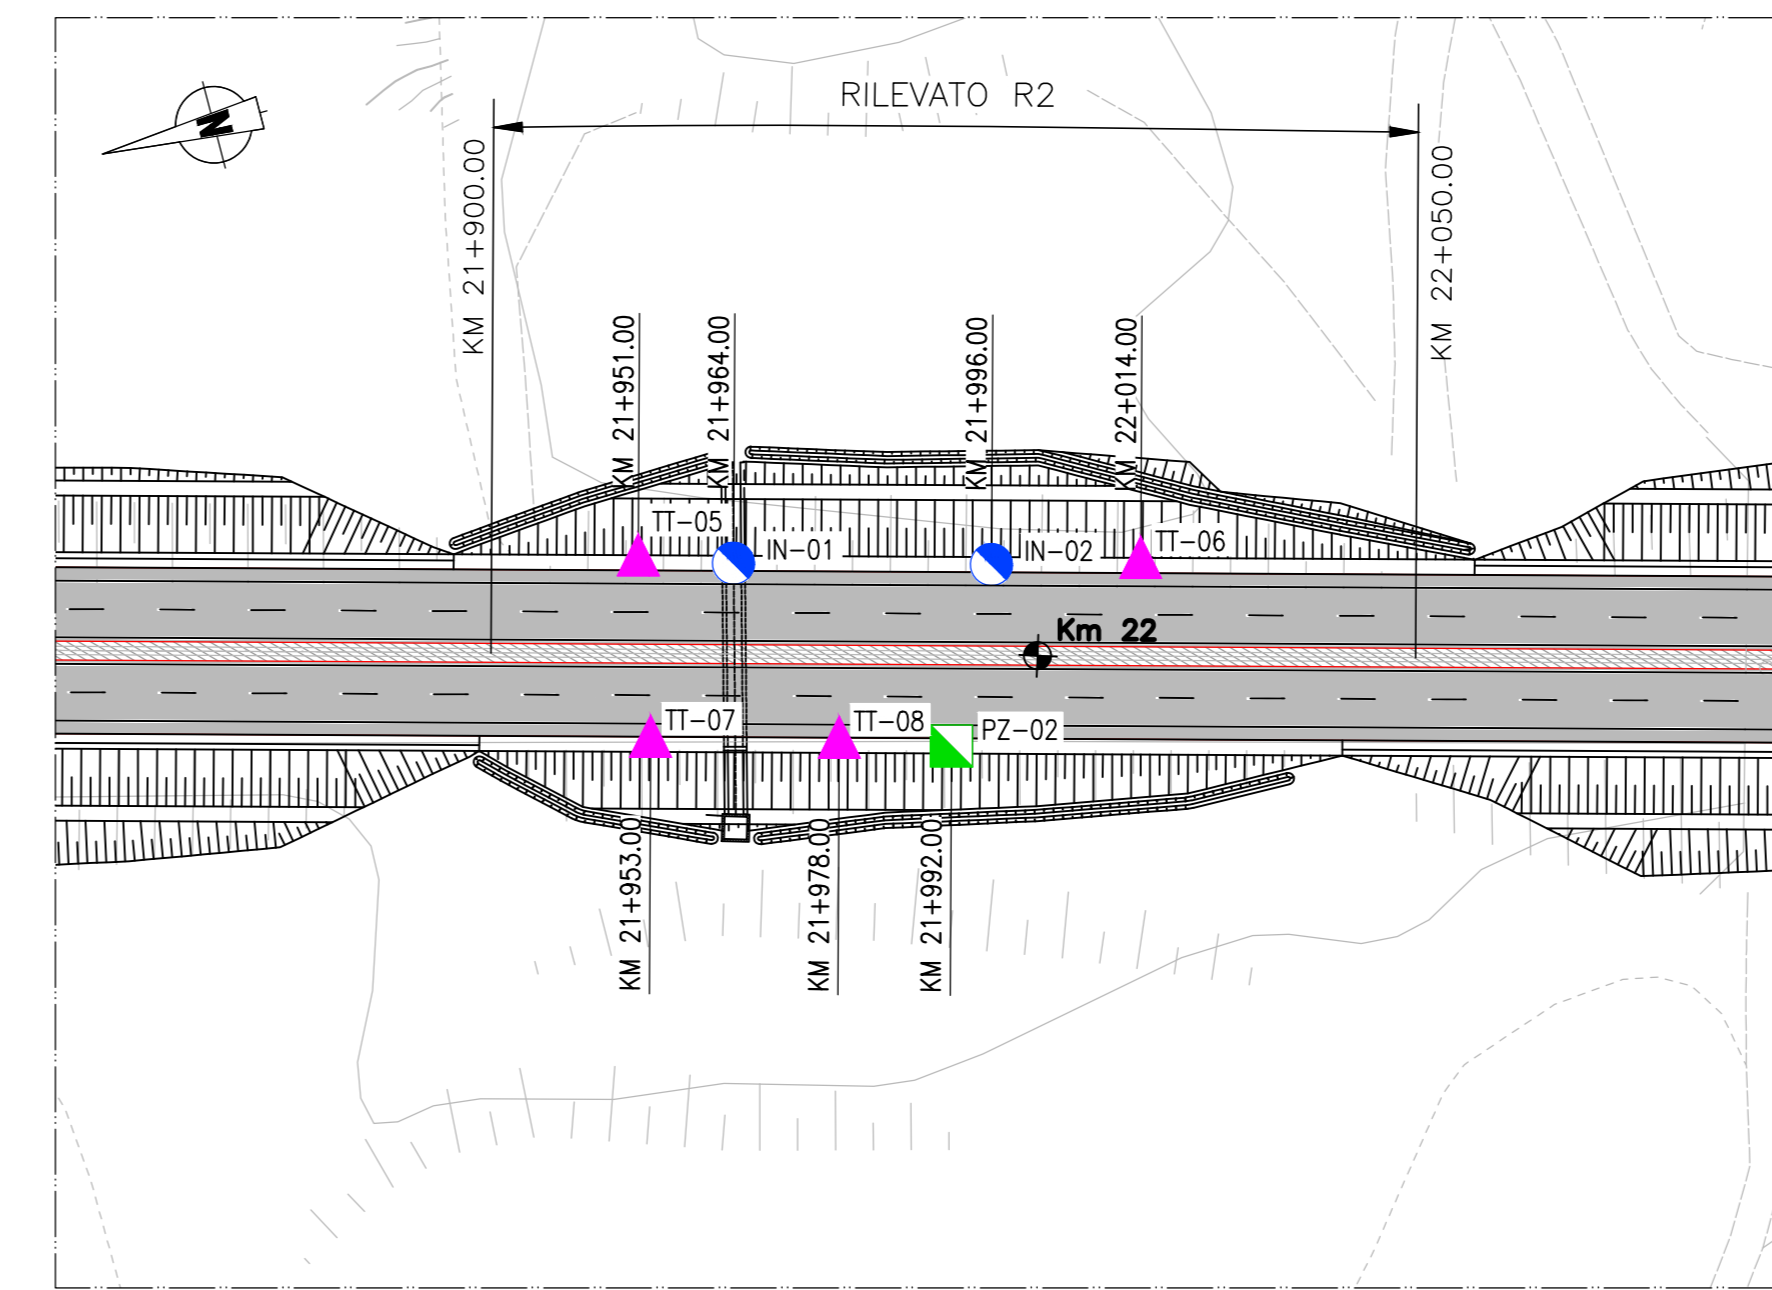 RILEVATO R2
N
KM 21+900.00
KM 22+050.00
KM 21+951.00
KM 21+964.00
KM 21+996.00
KM 22+014.00
TT-05
IN-01
IN-02
TT-06
Km 22
TT-07
TT-08
PZ-02
KM 21+953.00
KM 21+978.00
KM 21+992.00